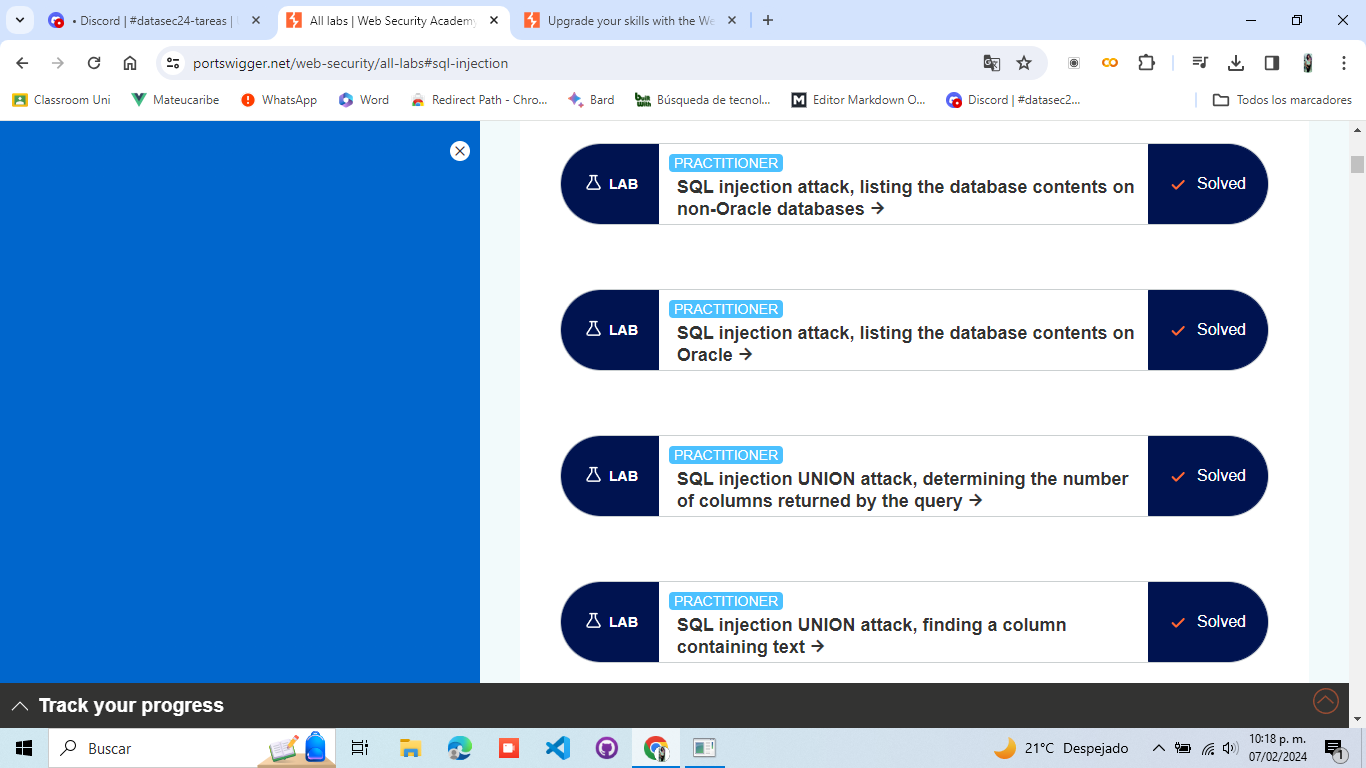 • Discord | #datasec24-tareas |
All labs | Web Security Academy
Upgrade your skills with the We
portswigger.net/web-security/all-labs#sql-injection
Classroom Uni
Mateucaribe
WhatsApp
Word
Redirect Path - Chro...
Bard
Búsqueda de tecnol...
Editor Markdown O...
Discord | #datasec2...
Todos los marcadores
PRACTITIONER
LAB
SQL injection attack, listing the database contents on
non-Oracle databases →
Solved
PRACTITIONER
LAB
SQL injection attack, listing the database contents on
Oracle →
Solved
PRACTITIONER
LAB
SQL injection UNION attack, determining the number
of columns returned by the query →
Solved
PRACTITIONER
LAB
SQL injection UNION attack, finding a column
containing text →
Solved
Track your progress
Buscar
21°C Despejado
10:18 p. m.
07/02/2024
1